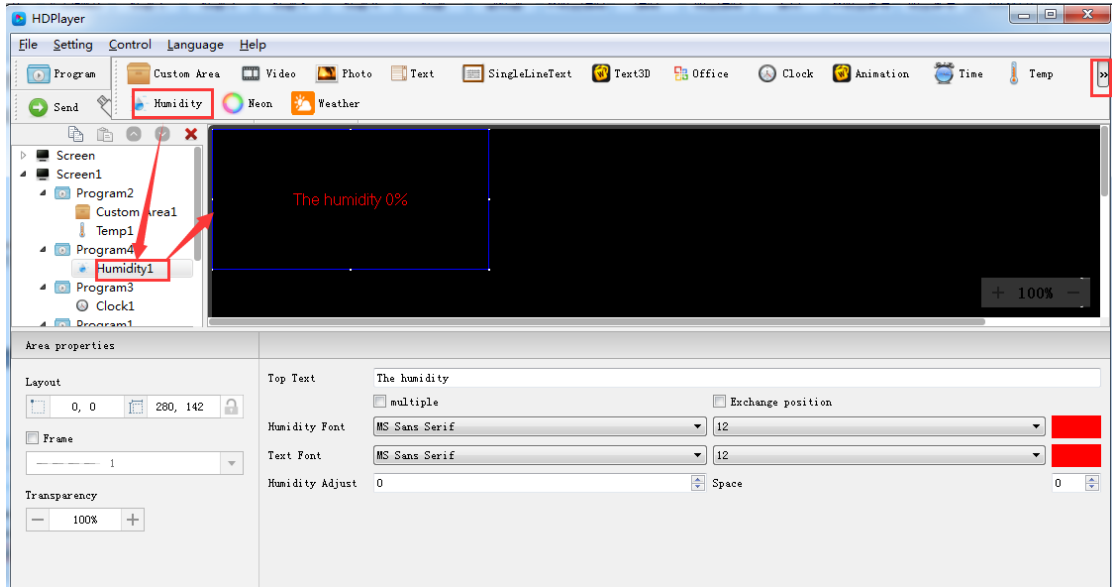 HDPlayer
File Setting Control Language Help
Program Custom Area Video Photo Text SingleLineText Text3D Office Clock Animation Time Temp »
Send Humidity Neon Weather
Screen
Screen1
Program2
Custom Area1
Temp1
Program4
Humidity1
Program3
Clock1
Program1
The humidity 0%
+ 100% −
Area properties
Layout
0, 0 280, 142
Frame
1
Transparency
− 100% +
Top Text The humidity
multiple Exchange position
Humidity Font MS Sans Serif 12
Text Font MS Sans Serif 12
Humidity Adjust 0 Space 0